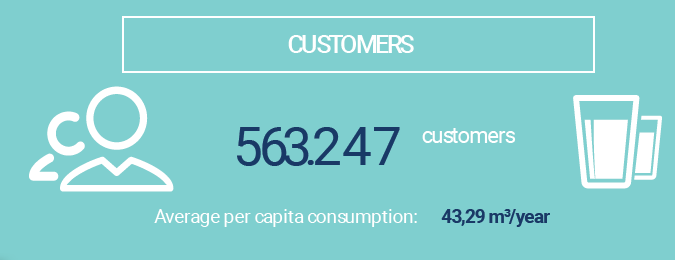 CUSTOMERS
563.247 customers
Average per capita consumption: 43,29 m³/year